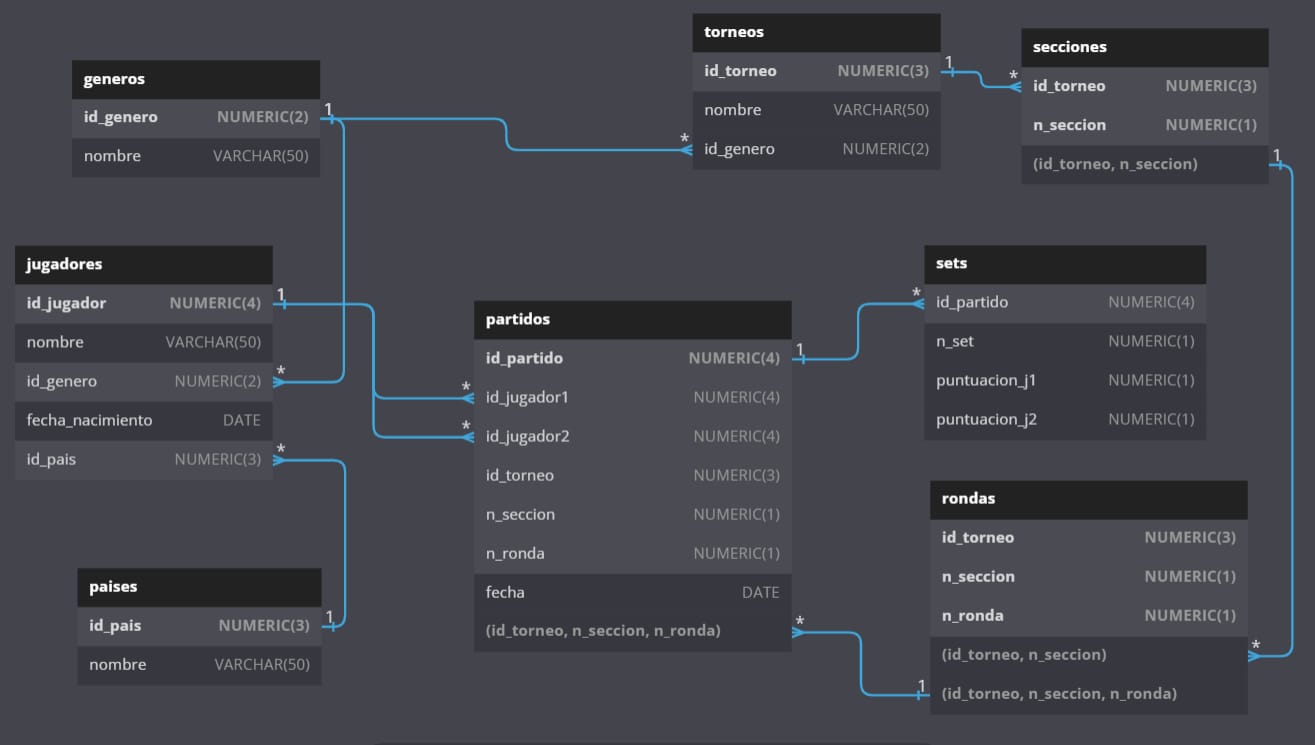 generos
id_genero NUMERIC(2)
nombre VARCHAR(50)
1
torneos
id_torneo NUMERIC(3)
nombre VARCHAR(50)
id_genero NUMERIC(2)
1
*
secciones
id_torneo NUMERIC(3)
n_seccion NUMERIC(1)
(id_torneo, n_seccion)
*
1
jugadores
id_jugador NUMERIC(4)
nombre VARCHAR(50)
id_genero NUMERIC(2)
fecha_nacimiento DATE
id_pais NUMERIC(3)
1
*
*
partidos
id_partido NUMERIC(4)
id_jugador1 NUMERIC(4)
id_jugador2 NUMERIC(4)
id_torneo NUMERIC(3)
n_seccion NUMERIC(1)
n_ronda NUMERIC(1)
fecha DATE
(id_torneo, n_seccion, n_ronda)
*
*
1
*
sets
id_partido NUMERIC(4)
n_set NUMERIC(1)
puntuacion_j1 NUMERIC(1)
puntuacion_j2 NUMERIC(1)
*
paises
id_pais NUMERIC(3)
nombre VARCHAR(50)
1
rondas
id_torneo NUMERIC(3)
n_seccion NUMERIC(1)
n_ronda NUMERIC(1)
(id_torneo, n_seccion)
(id_torneo, n_seccion, n_ronda)
*
1